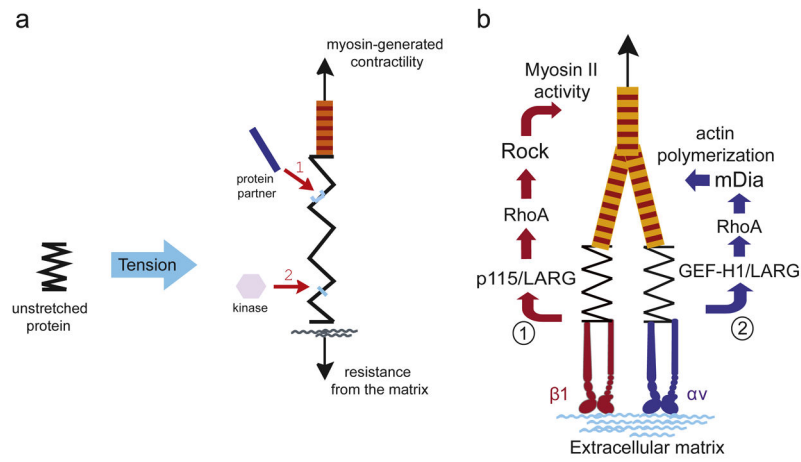 a
myosin-generated
contractility
1
protein
partner
Tension
2
kinase
unstretched
protein
resistance
from the matrix
b
Myosin II
activity
actin
polymerization
Rock
mDia
RhoA
RhoA
p115/LARG
GEF-H1/LARG
1
2
β1
αv
Extracellular matrix